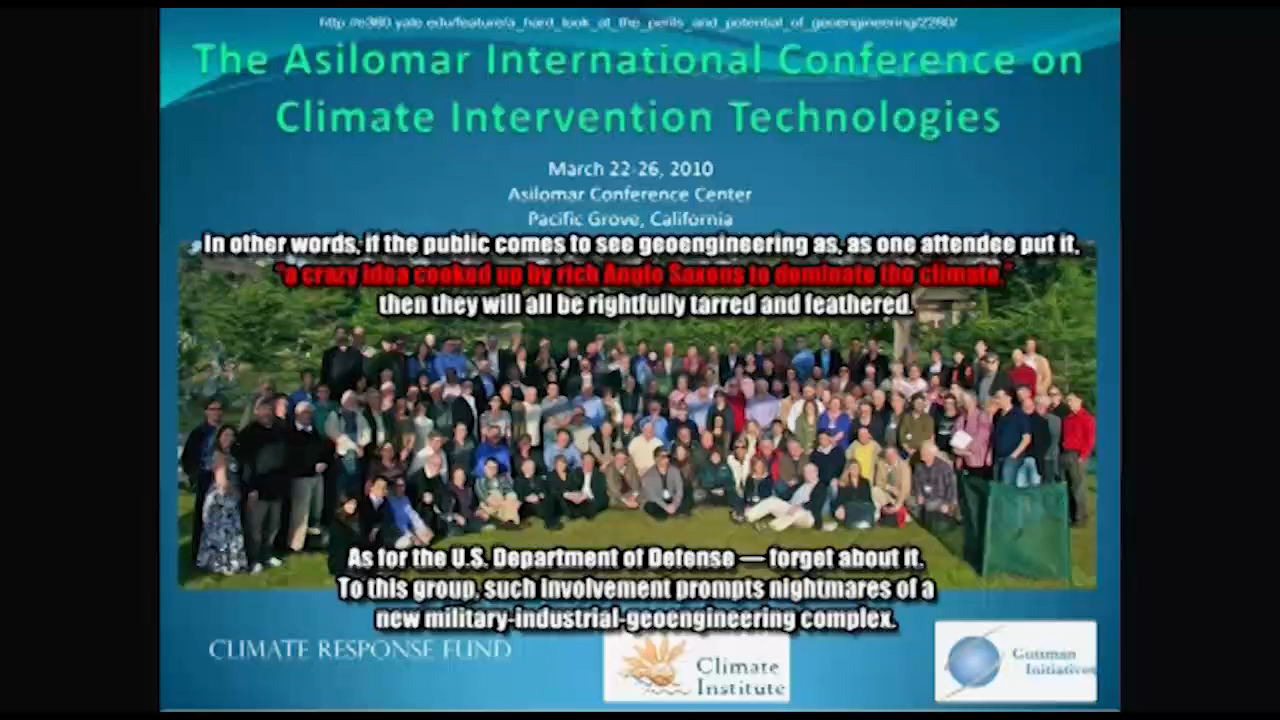 http://e360.yale.edu/feature/a_hard_look_at_the_perils_and_potential_of_geoengineering/2260/
The Asilomar International Conference on
Climate Intervention Technologies
March 22-26, 2010
Asilomar Conference Center
Pacific Grove, California
In other words, if the public comes to see geoengineering as, as one attendee put it,
"a crazy idea cooked up by rich Anglo Saxons to dominate the climate,"
then they will all be rightfully tarred and feathered.
As for the U.S. Department of Defense — forget about it.
To this group, such involvement prompts nightmares of a
new military-industrial-geoengineering complex.
CLIMATE RESPONSE FUND
Climate
Institute
Guttman
Initiatives